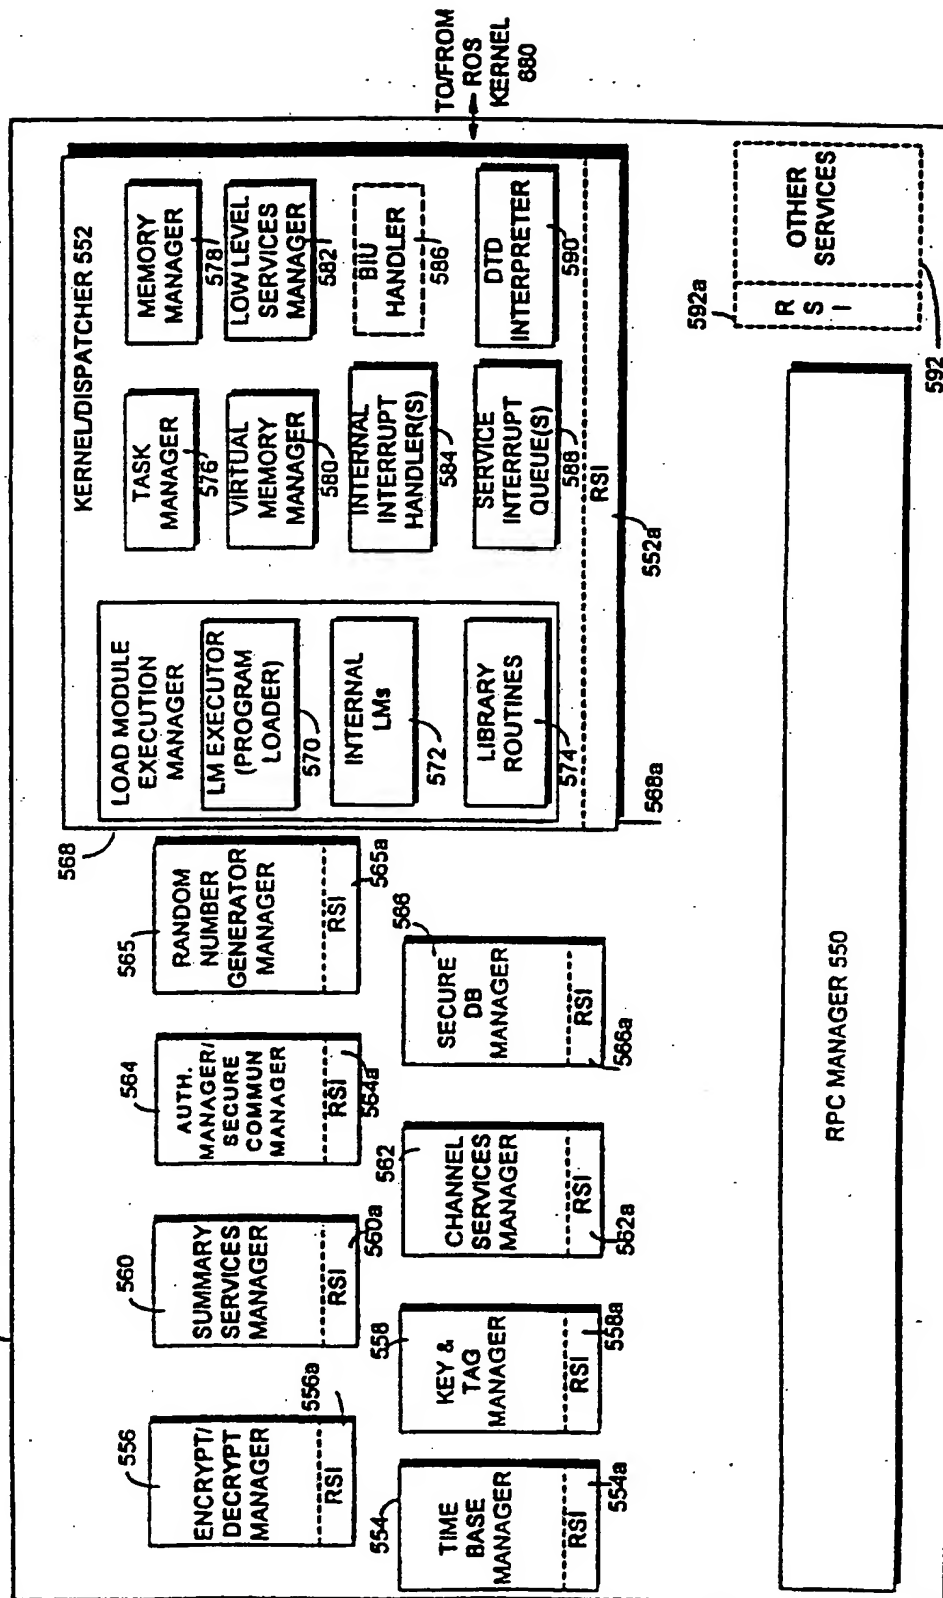 TO/FROM
ROS
KERNEL
680
KERNEL/DISPATCHER 552
LOAD MODULE
EXECUTION
MANAGER
LM EXECUTOR
(PROGRAM
LOADER)
570
INTERNAL
LMs
572
LIBRARY
ROUTINES
574
568
568a
TASK
MANAGER
576
MEMORY
MANAGER
578
VIRTUAL
MEMORY
MANAGER
580
LOW LEVEL
SERVICES
MANAGER
582
INTERNAL
INTERRUPT
HANDLER(S)
584
BIU
HANDLER
586
SERVICE
INTERRUPT
QUEUE(S)
588
DTD
INTERPRETER
590
RSI
552a
556
ENCRYPT/
DECRYPT
MANAGER
RSI
556a
560
SUMMARY
SERVICES
MANAGER
RSI
560a
564
AUTH.
MANAGER/
SECURE
COMMUN
MANAGER
RSI
564a
565
RANDOM
NUMBER
GENERATOR
MANAGER
RSI
565a
554
TIME
BASE
MANAGER
RSI
554a
558
KEY &
TAG
MANAGER
RSI
558a
562
CHANNEL
SERVICES
MANAGER
RSI
562a
566
SECURE
DB
MANAGER
RSI
566a
RPC MANAGER 550
592a
R
S
I
OTHER
SERVICES
592